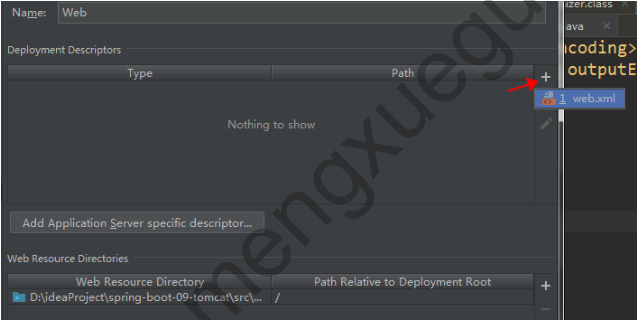 Name: Web
izer.class ×
ava ×
Deployment Descriptors
Type Path
coding>
outputE
1 web.xml
Nothing to show
Add Application Server specific descriptor...
Web Resource Directories
Web Resource Directory Path Relative to Deployment Root
D:\ideaProject\spring-boot-09-tomcat\src\... /
mengxuegu